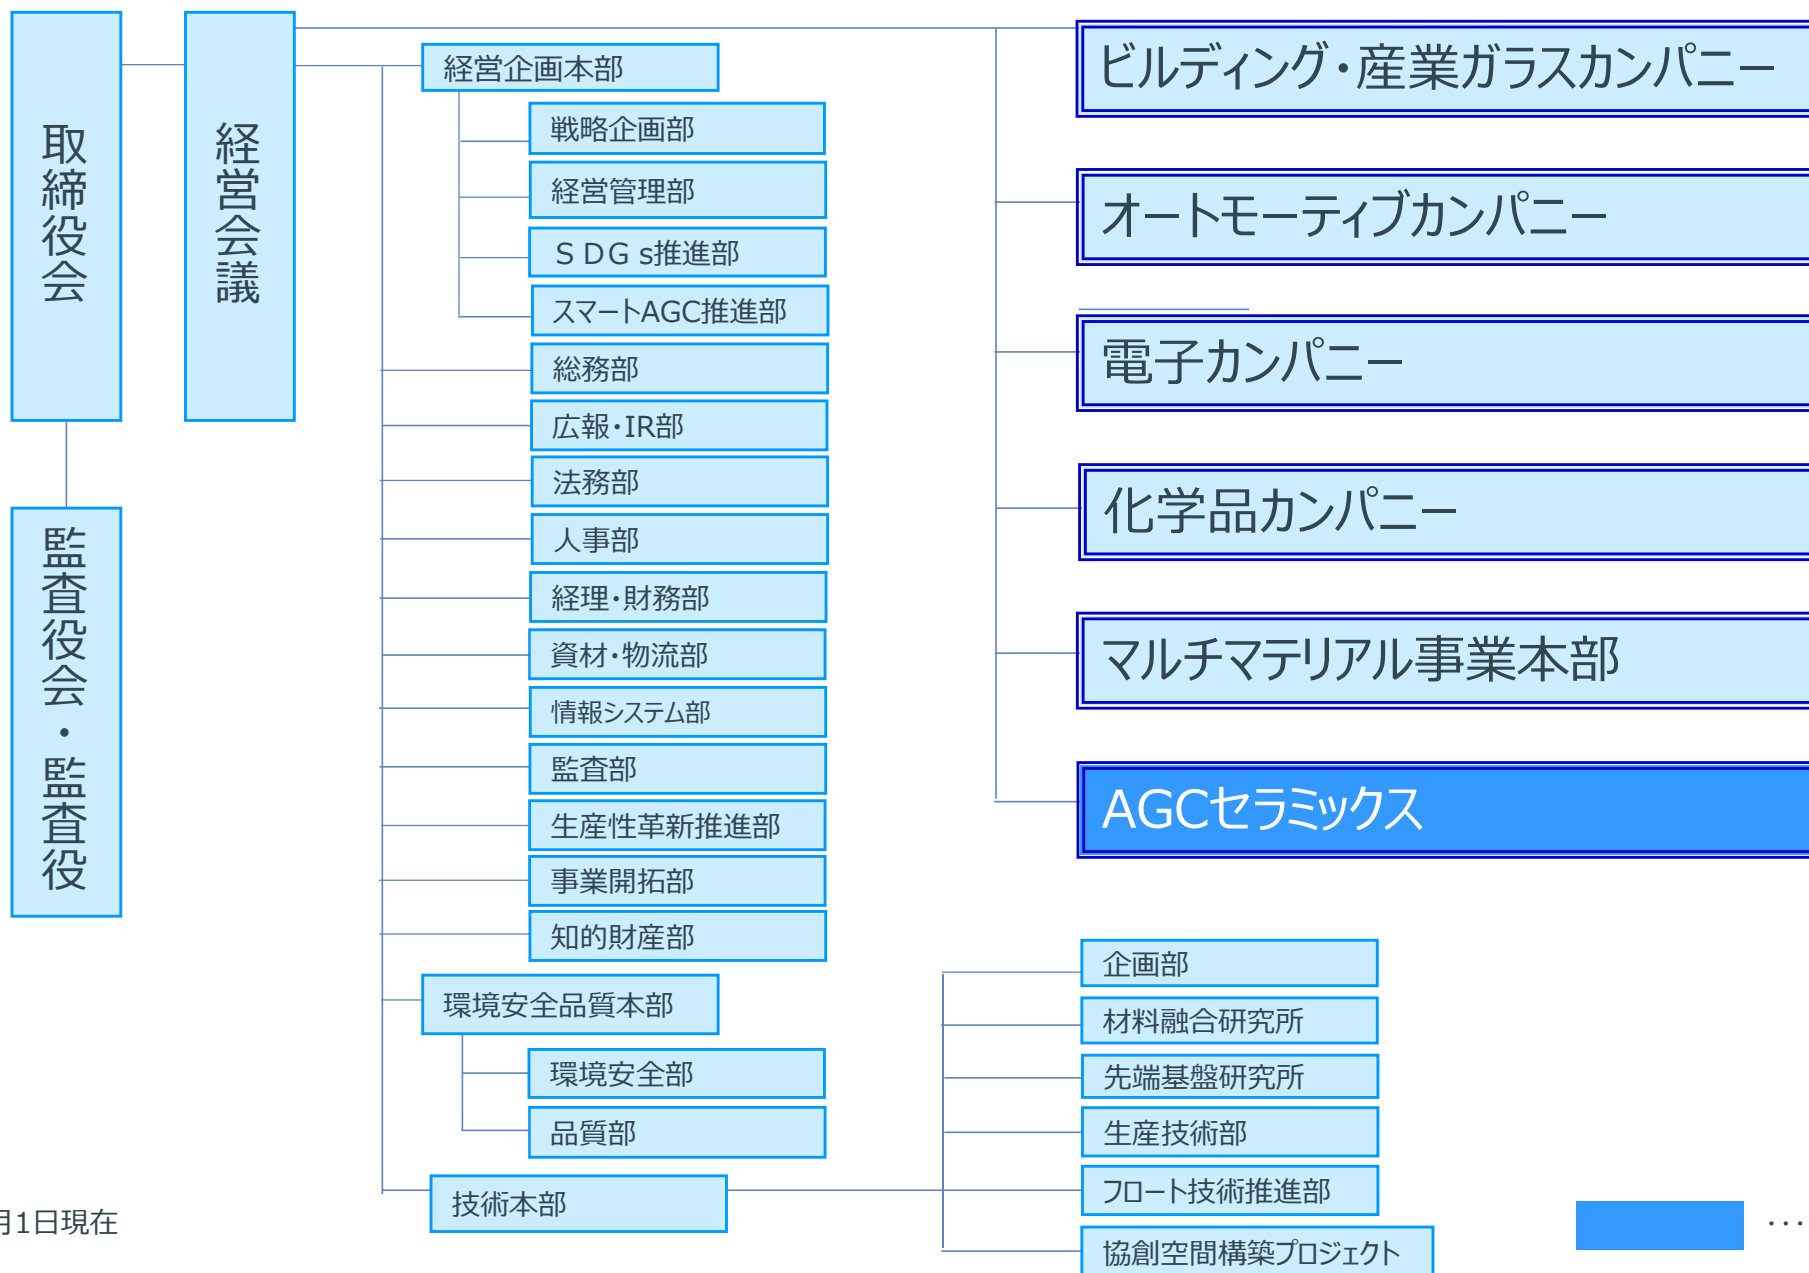 取締役会
経営会議
監査役会・監査役
経営企画本部
戦略企画部
経営管理部
ＳＤＧs推進部
スマートAGC推進部
総務部
広報・IR部
法務部
人事部
経理・財務部
資材・物流部
情報システム部
監査部
生産性革新推進部
事業開拓部
知的財産部
環境安全品質本部
環境安全部
品質部
技術本部
企画部
材料融合研究所
先端基盤研究所
生産技術部
フロート技術推進部
協創空間構築プロジェクト
ビルディング・産業ガラスカンパニー
オートモーティブカンパニー
電子カンパニー
化学品カンパニー
マルチマテリアル事業本部
AGCセラミックス
月1日現在
…